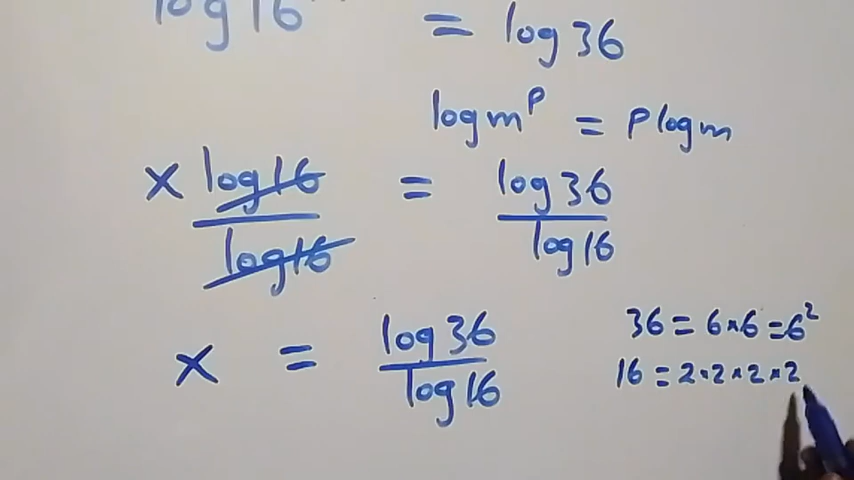 log 16 = log 36
log m^p = p log m
x log 16 / log 16 = log 36 / log 16
x = log 36 / log 16
36 = 6×6 = 6²
16 = 2×2×2×2